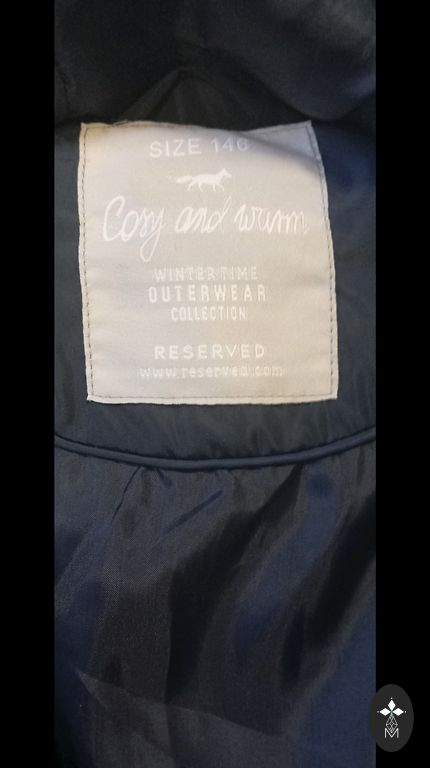 SIZE 146
Cosy and warm
WINTERTIME
OUTERWEAR
COLLECTION
RESERVED
www.reserved.com
M